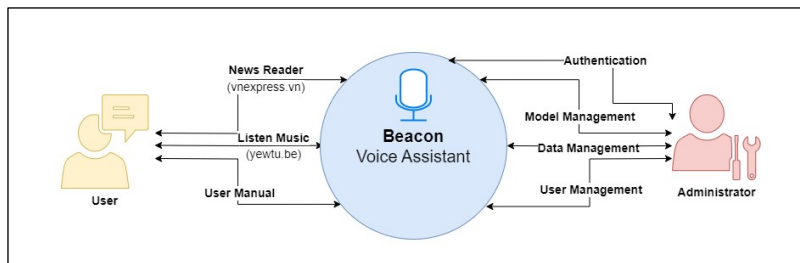 News Reader
(vnexpress.vn)
Listen Music
(yewtu.be)
User Manual
User
Beacon
Voice Assistant
Authentication
Model Management
Data Management
User Management
Administrator